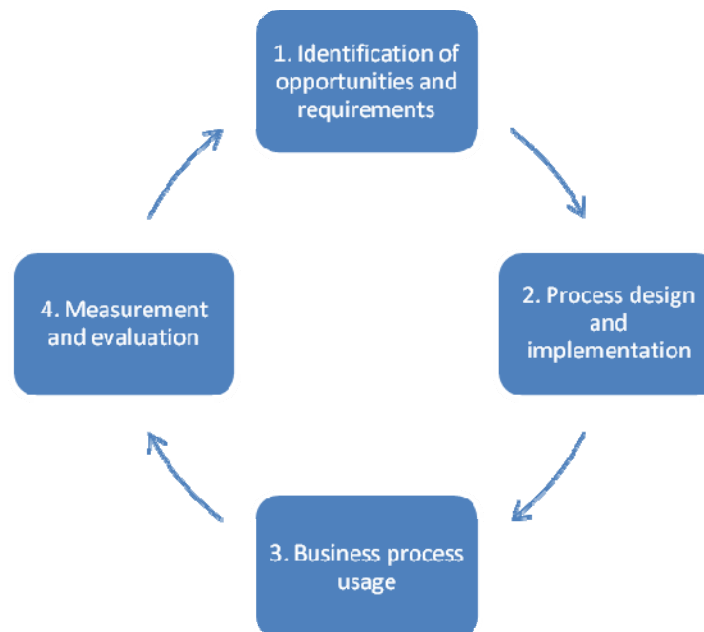 1. Identification of
opportunities and
requirements
2. Process design
and
implementation
3. Business process
usage
4. Measurement
and evaluation